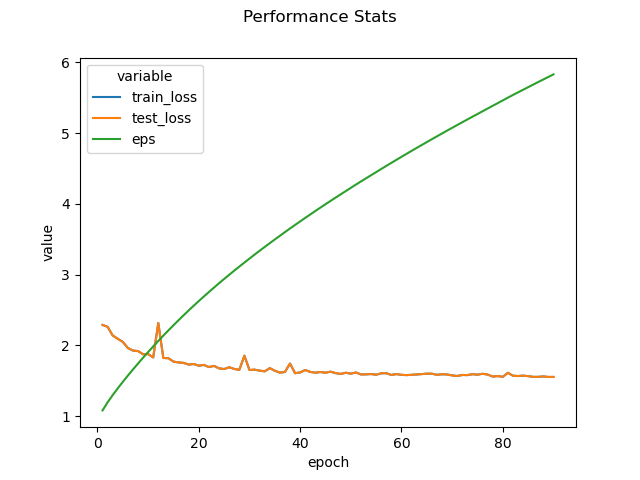 Performance Stats
6
5
4
3
2
1
value
variable
train_loss
test_loss
eps
0
20
40
60
80
epoch